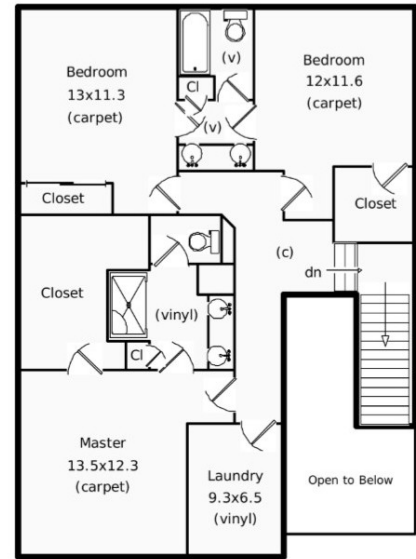 (v)
Bedroom
13x11.3
(carpet)
Bedroom
12x11.6
(carpet)
Cl
(v)
Closet
Closet
(c)
dn
Closet
(vinyl)
Cl
Master
13.5x12.3
(carpet)
Laundry
9.3x6.5
(vinyl)
Open to Below